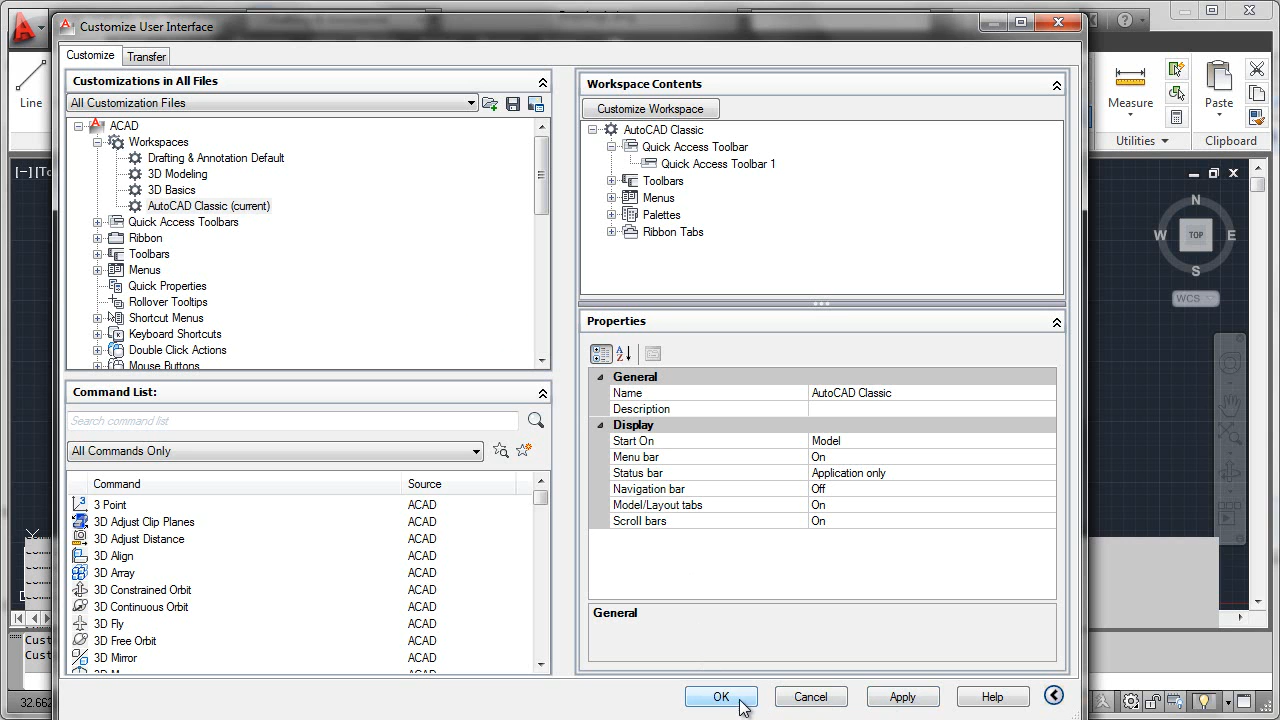 Customize User Interface
Customize
Transfer
Customizations in All Files
All Customization Files
ACAD
Workspaces
Drafting & Annotation Default
3D Modeling
3D Basics
AutoCAD Classic (current)
Quick Access Toolbars
Ribbon
Toolbars
Menus
Quick Properties
Rollover Tooltips
Shortcut Menus
Keyboard Shortcuts
Double Click Actions
Mouse Buttons
Command List:
Search command list
All Commands Only
Command Source
3 Point ACAD
3D Adjust Clip Planes ACAD
3D Adjust Distance ACAD
3D Align ACAD
3D Array ACAD
3D Constrained Orbit ACAD
3D Continuous Orbit ACAD
3D Fly ACAD
3D Free Orbit ACAD
3D Mirror ACAD
Workspace Contents
Customize Workspace
AutoCAD Classic
Quick Access Toolbar
Quick Access Toolbar 1
Toolbars
Menus
Palettes
Ribbon Tabs
Properties
General
Name AutoCAD Classic
Description
Display
Start On Model
Menu bar On
Status bar Application only
Navigation bar Off
Model/Layout tabs On
Scroll bars On
General
OK
Cancel
Apply
Help
Line
Measure
Paste
Utilities
Clipboard
N
W
TOP
E
S
WCS
[−][To
Cust
Cust
32.662